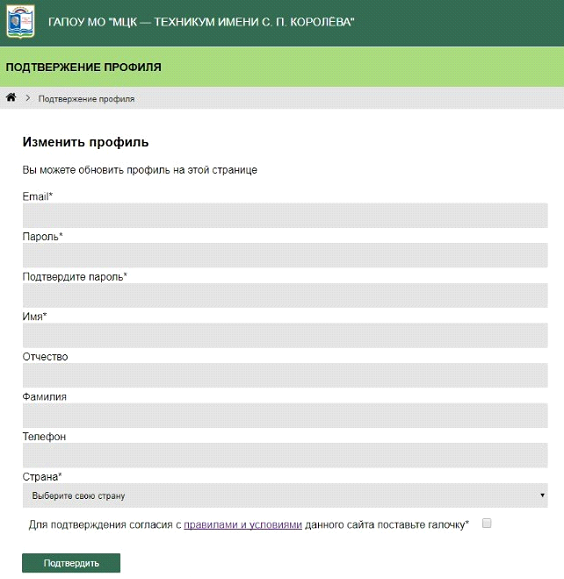 ГАПОУ МО "МЦК — ТЕХНИКУМ ИМЕНИ С. П. КОРОЛЁВА"
ПОДТВЕРЖЕНИЕ ПРОФИЛЯ
Подтвержение профиля
Изменить профиль
Вы можете обновить профиль на этой странице
Email*
Пароль*
Подтвердите пароль*
Имя*
Отчество
Фамилия
Телефон
Страна*
Выберите свою страну
Для подтверждения согласия с правилами и условиями данного сайта поставьте галочку*
Подтвердить